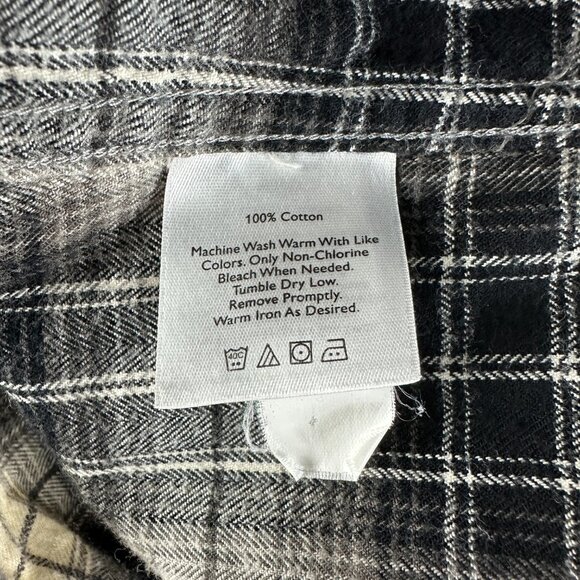 100% Cotton
Machine Wash Warm With Like
Colors. Only Non-Chlorine
Bleach When Needed.
Tumble Dry Low.
Remove Promptly.
Warm Iron As Desired.
40C